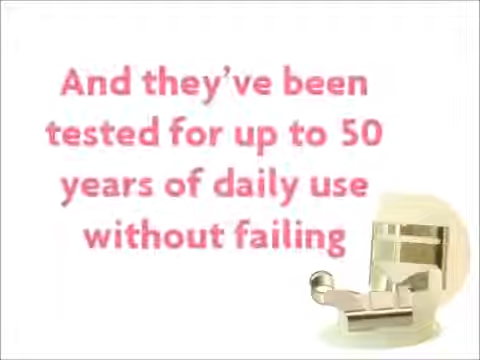 And they've been
tested for up to 50
years of daily use
without failing